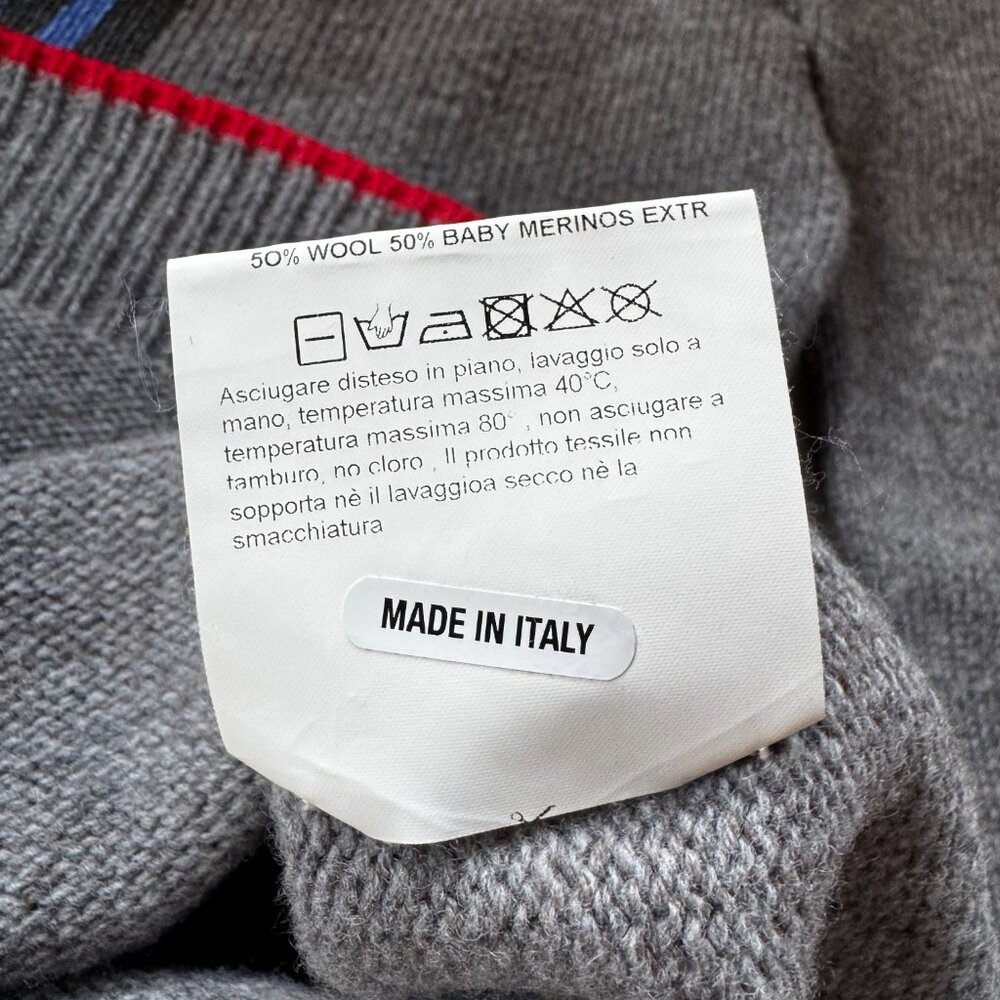 50% WOOL 50% BABY MERINOS EXTR
Asciugare disteso in piano, lavaggio solo a
mano, temperatura massima 40°C,
temperatura massima 80° , non asciugare a
tamburo, no cloro , Il prodotto tessile non
sopporta nè il lavaggioa secco nè la
smacchiatura
MADE IN ITALY